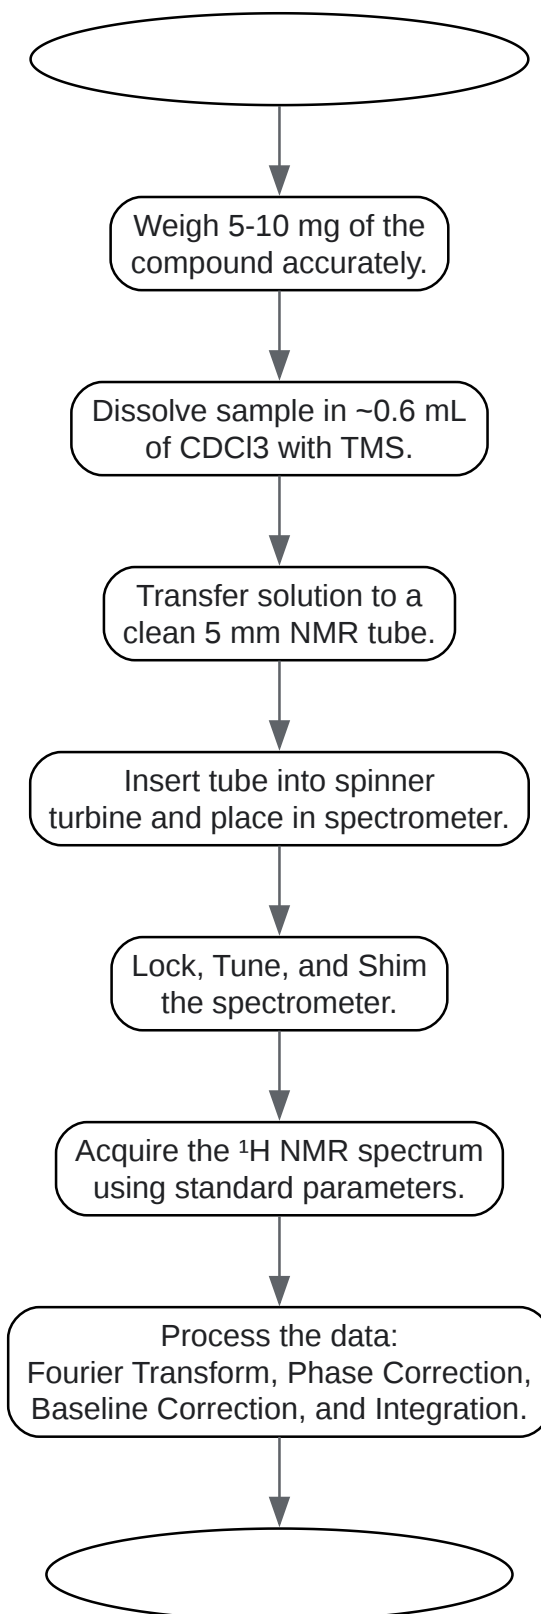 Weigh 5-10 mg of the
compound accurately.
Dissolve sample in ~0.6 mL
of CDCl3 with TMS.
Transfer solution to a
clean 5 mm NMR tube.
Insert tube into spinner
turbine and place in spectrometer.
Lock, Tune, and Shim
the spectrometer.
Acquire the ¹H NMR spectrum
using standard parameters.
Process the data:
Fourier Transform, Phase Correction,
Baseline Correction, and Integration.